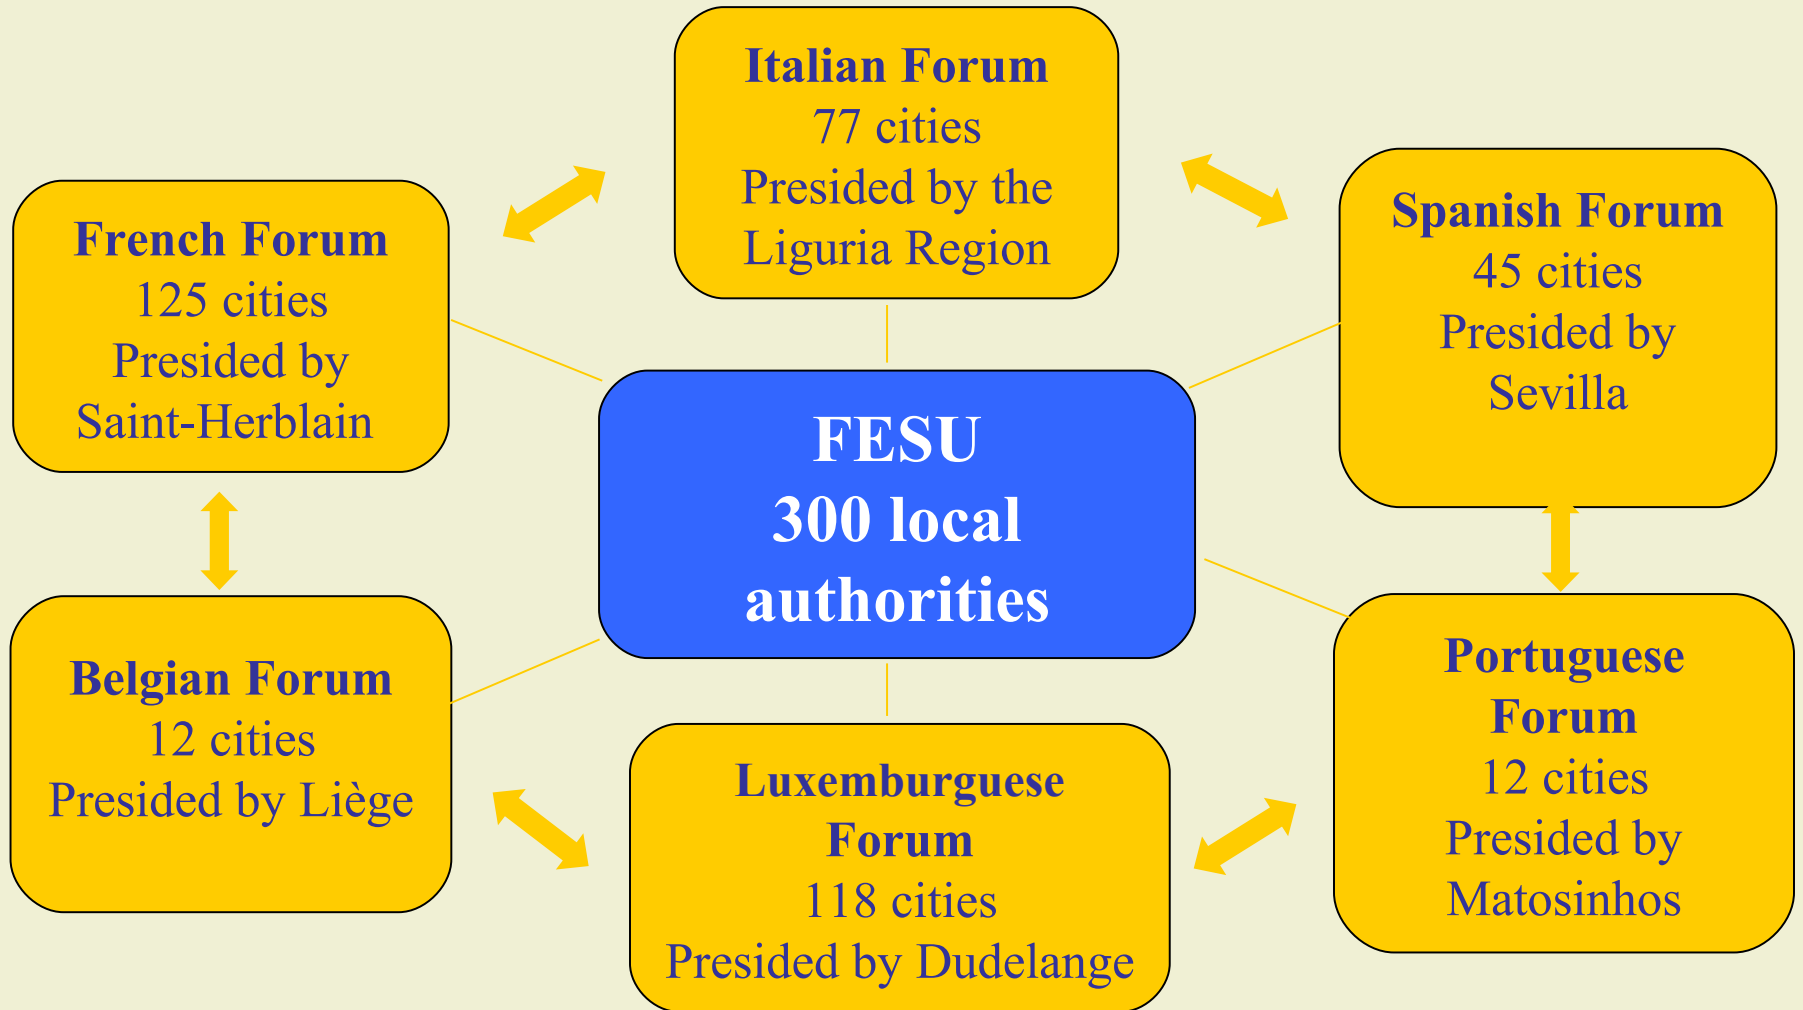 Italian Forum
77 cities
Presided by the
Liguria Region
French Forum
125 cities
Presided by
Saint-Herblain
Spanish Forum
45 cities
Presided by
Sevilla
FESU
300 local
authorities
Belgian Forum
12 cities
Presided by Liège
Luxemburguese
Forum
118 cities
Presided by Dudelange
Portuguese
Forum
12 cities
Presided by
Matosinhos